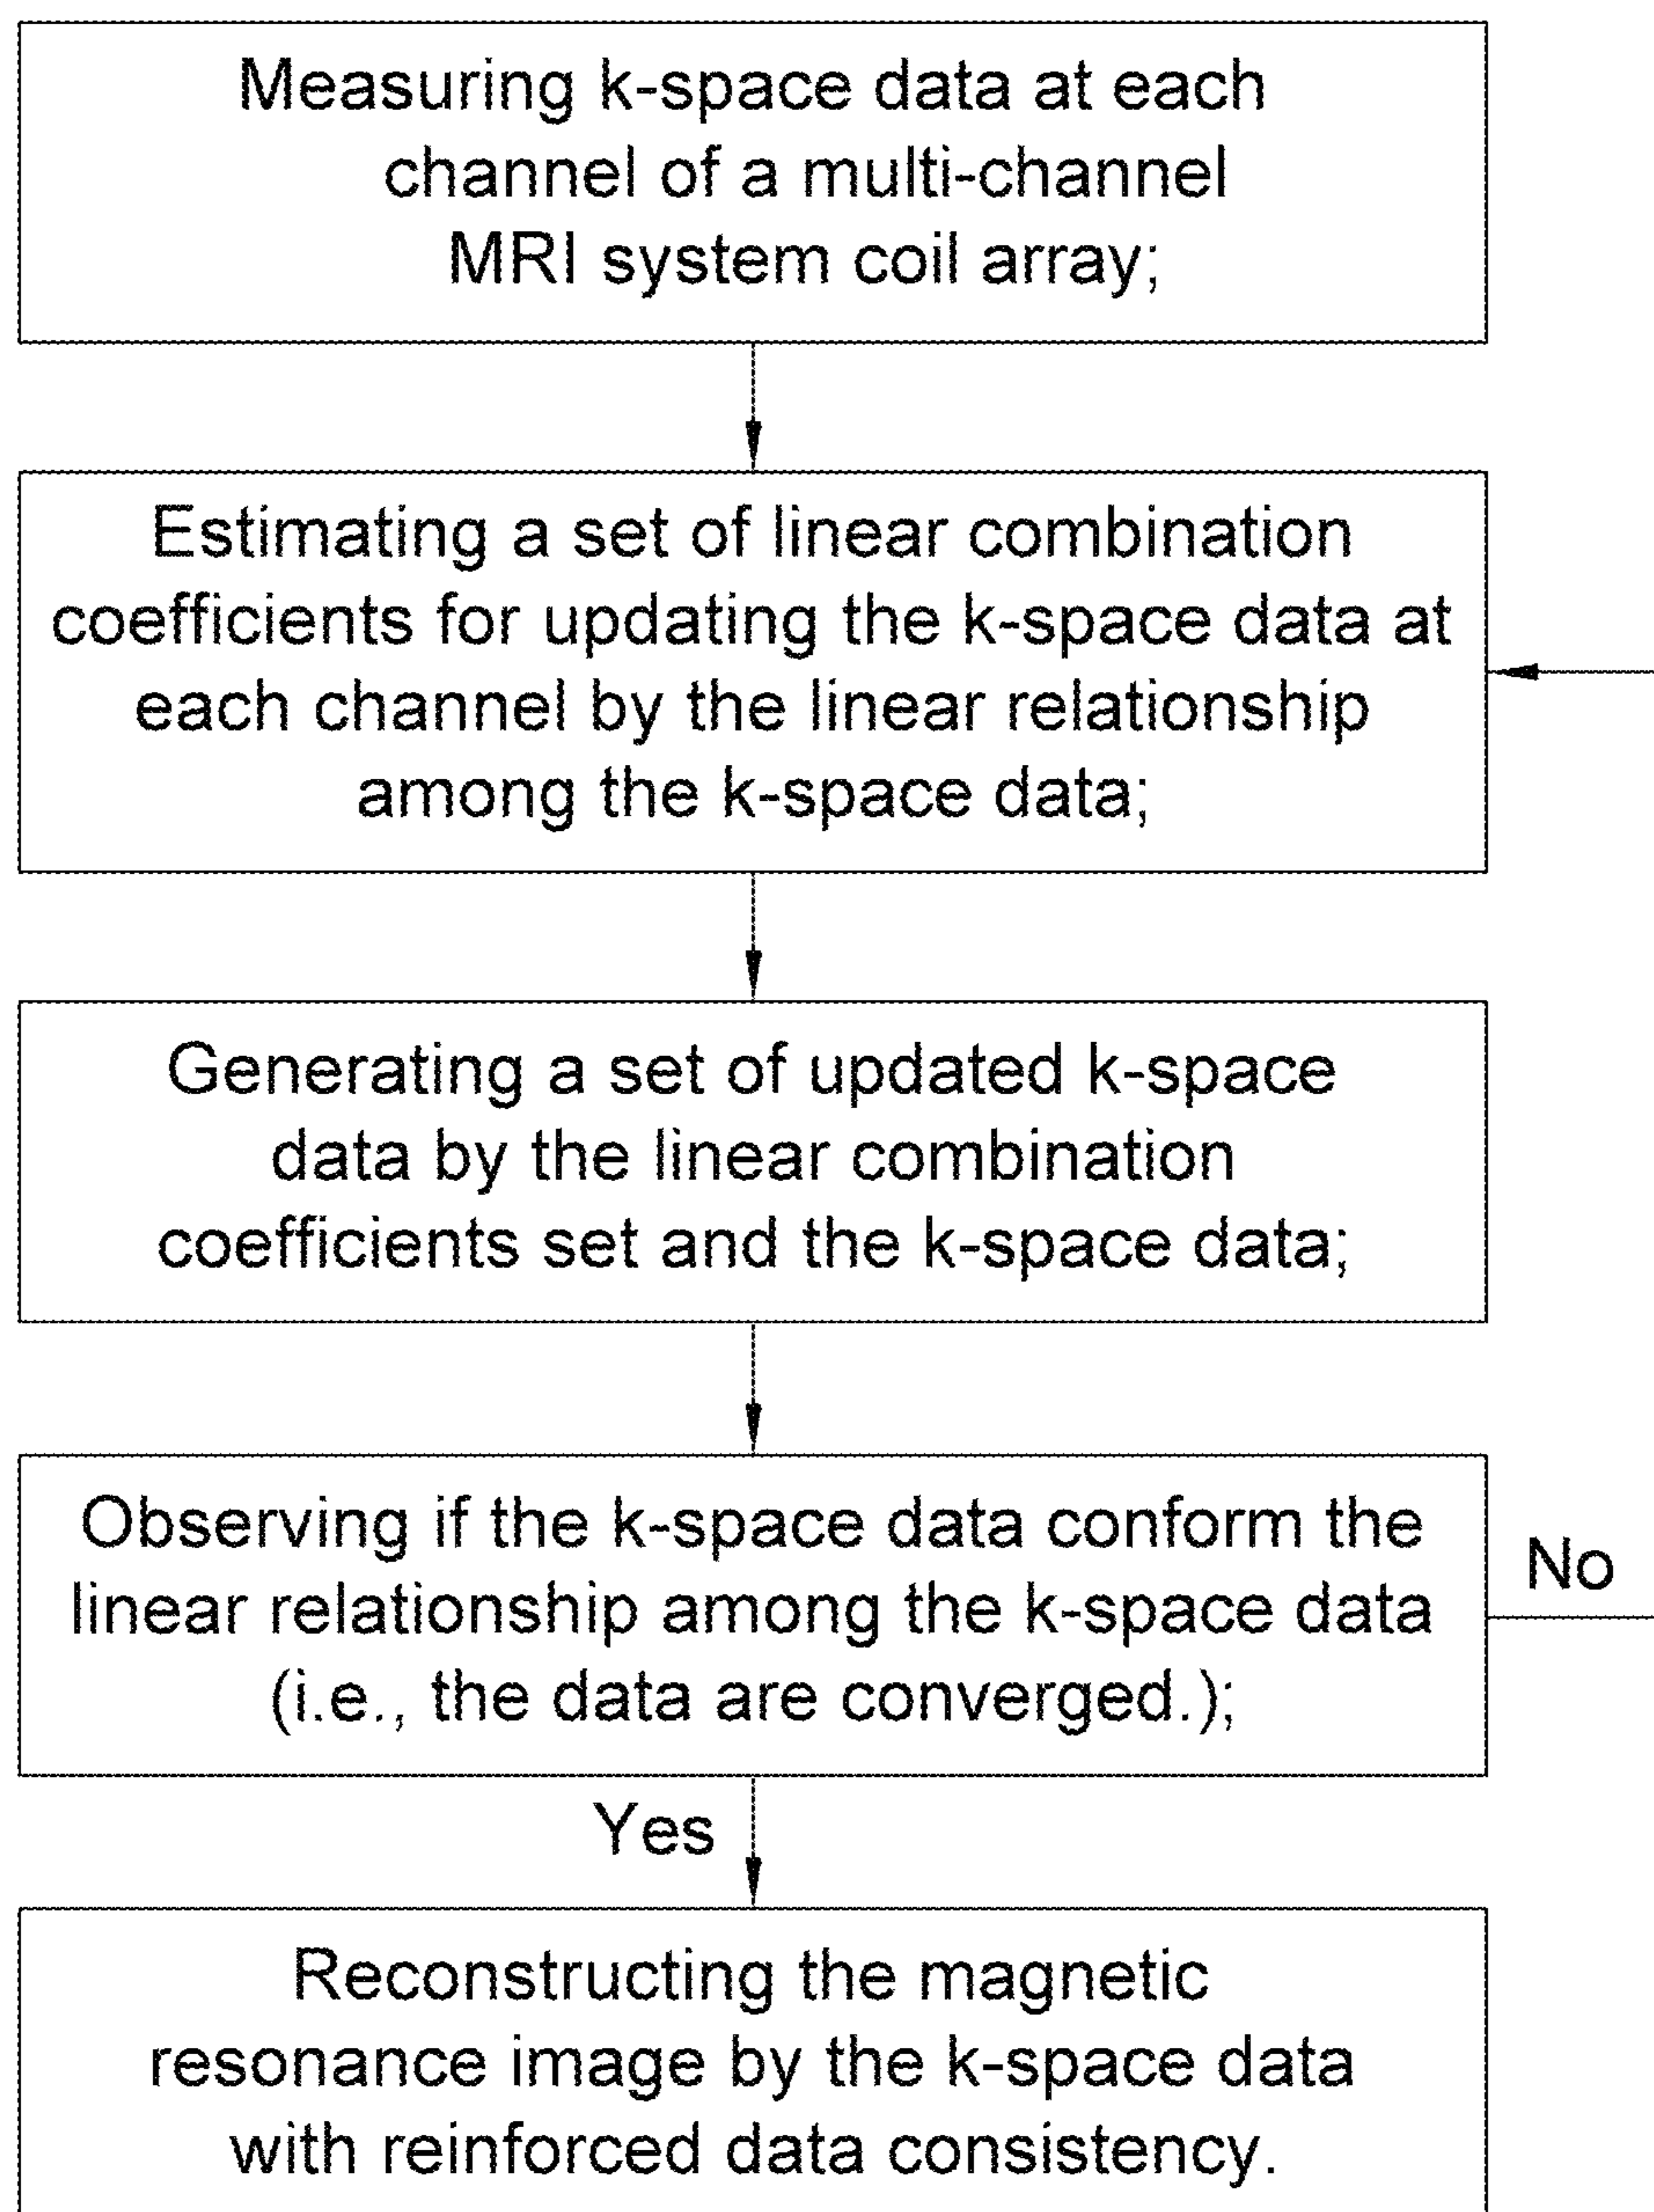 Measuring k-space data at each
channel of a multi-channel
MRI system coil array;
Estimating a set of linear combination
coefficients for updating the k-space data at
each channel by the linear relationship
among the k-space data;
Generating a set of updated k-space
data by the linear combination
coefficients set and the k-space data;
Observing if the k-space data conform the
linear relationship among the k-space data
(i.e., the data are converged.);
No
Yes
Reconstructing the magnetic
resonance image by the k-space data
with reinforced data consistency.